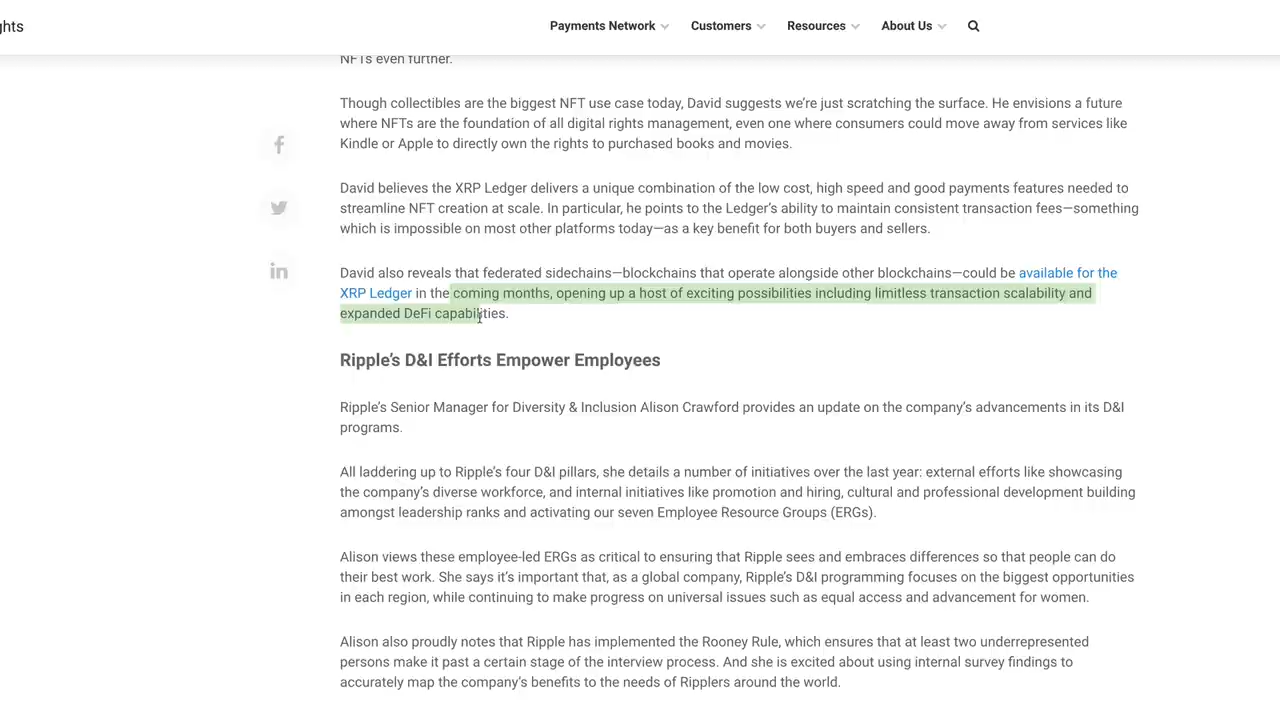 ghts
Payments Network
Customers
Resources
About Us
NFTs even further.
Though collectibles are the biggest NFT use case today, David suggests we’re just scratching the surface. He envisions a future
where NFTs are the foundation of all digital rights management, even one where consumers could move away from services like
Kindle or Apple to directly own the rights to purchased books and movies.
David believes the XRP Ledger delivers a unique combination of the low cost, high speed and good payments features needed to
streamline NFT creation at scale. In particular, he points to the Ledger’s ability to maintain consistent transaction fees—something
which is impossible on most other platforms today—as a key benefit for both buyers and sellers.
David also reveals that federated sidechains—blockchains that operate alongside other blockchains—could be available for the
XRP Ledger in the coming months, opening up a host of exciting possibilities including limitless transaction scalability and
expanded DeFi capabilities.
Ripple’s D&I Efforts Empower Employees
Ripple’s Senior Manager for Diversity & Inclusion Alison Crawford provides an update on the company’s advancements in its D&I
programs.
All laddering up to Ripple’s four D&I pillars, she details a number of initiatives over the last year: external efforts like showcasing
the company’s diverse workforce, and internal initiatives like promotion and hiring, cultural and professional development building
amongst leadership ranks and activating our seven Employee Resource Groups (ERGs).
Alison views these employee-led ERGs as critical to ensuring that Ripple sees and embraces differences so that people can do
their best work. She says it’s important that, as a global company, Ripple’s D&I programming focuses on the biggest opportunities
in each region, while continuing to make progress on universal issues such as equal access and advancement for women.
Alison also proudly notes that Ripple has implemented the Rooney Rule, which ensures that at least two underrepresented
persons make it past a certain stage of the interview process. And she is excited about using internal survey findings to
accurately map the company’s benefits to the needs of Ripplers around the world.